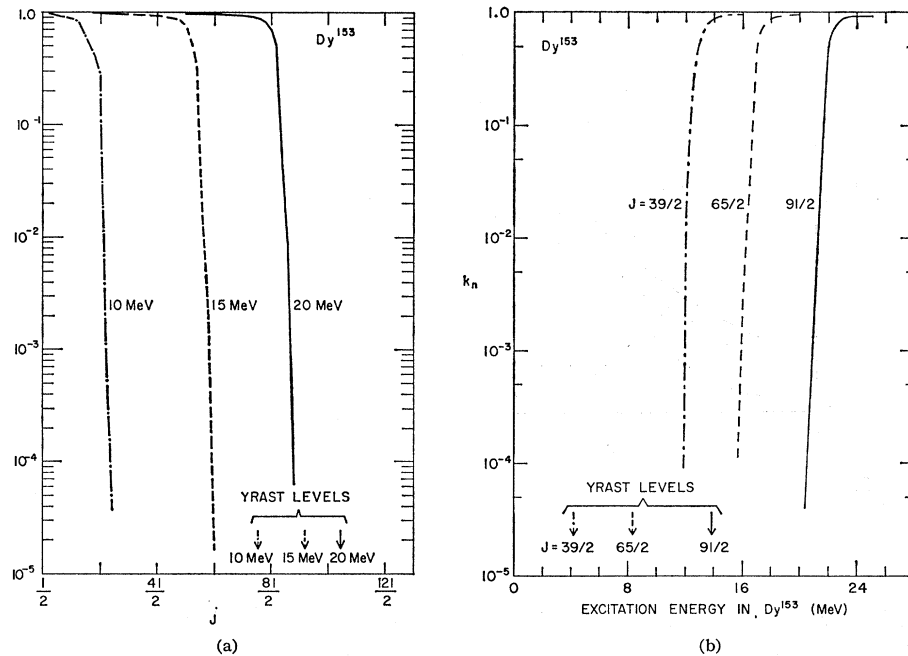 1.0
10⁻¹
10⁻²
10⁻³
10⁻⁴
10⁻⁵
Dy¹⁵³
10 MeV
15 MeV
20 MeV
YRAST LEVELS
10 MeV 15 MeV 20 MeV
1/2 41/2 81/2 121/2
J
(a)
1.0
10⁻¹
10⁻²
10⁻³
10⁻⁴
10⁻⁵
kₙ
Dy¹⁵³
J = 39/2 65/2 91/2
YRAST LEVELS
J = 39/2 65/2 91/2
0 8 16 24
EXCITATION ENERGY IN, Dy¹⁵³ (MeV)
(b)